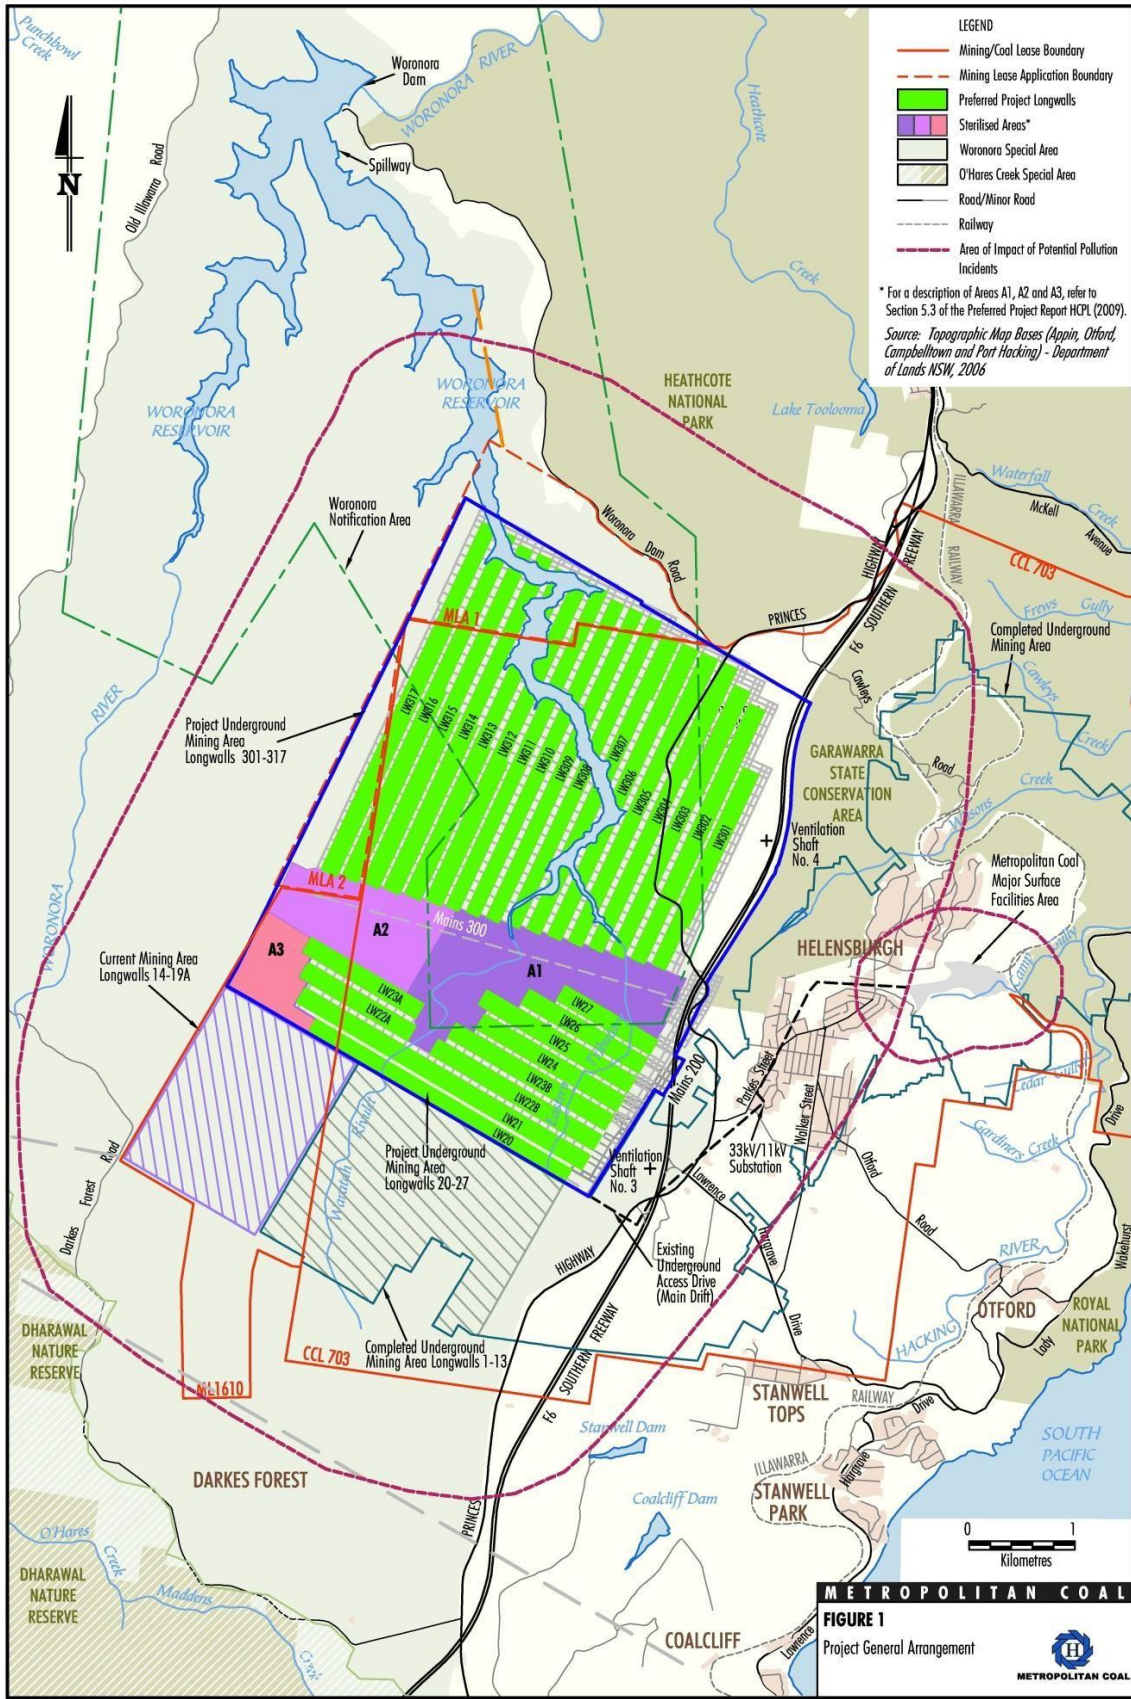 Punchbowl
Creek
Woronora
Dam
WORONORA RIVER
Spillway
Old Illawarra Road
N
Heathcote
Creek
LEGEND
Mining/Coal Lease Boundary
Mining Lease Application Boundary
Preferred Project Longwalls
Sterilised Areas*
Woronora Special Area
O'Hares Creek Special Area
Road/Minor Road
Railway
Area of Impact of Potential Pollution
Incidents
* For a description of Areas A1, A2 and A3, refer to
Section 5.3 of the Preferred Project Report HCPL (2009).
Source: Topographic Map Bases (Appin, Otford,
Campbelltown and Port Hacking) - Department
of Lands NSW, 2006
WORONORA
RESERVOIR
WORONORA
RESERVOIR
HEATHCOTE
NATIONAL
PARK
Lake Toolooma
Waterfall
Creek
McKell
Avenue
ILLAWARRA
RAILWAY
Woronora
Notification Area
Woronora Dam Road
HIGHWAY
FREEWAY
CCL 703
PRINCES
F6 SOUTHERN
Frews Gully
Completed Underground
Mining Area
Cawleys
Creek
MLA 1
Cawleys
Road
RIVER
Project Underground
Mining Area
Longwalls 301-317
LW317
LW316
LW315
LW314
LW313
LW312
LW311
LW310
LW309
LW308
LW307
LW306
LW305
LW304
LW303
LW302
LW301
GARAWARRA
STATE
CONSERVATION
AREA
Wilsons Creek
Ventilation
Shaft
No. 4
Metropolitan Coal
Major Surface
Facilities Area
MLA 2
WORONORA
Mains 300
A2
A3
A1
HELENSBURGH
Camp Gully
Current Mining Area
Longwalls 14-19A
LW23A
LW22A
LW27
LW26
LW25
LW24
LW23B
LW22B
LW21
LW20
Mains 200
Parkes Street
Walker Street
Cedar Gully
Drive
Gardiners Creek
Waratah Rivulet
Project Underground
Mining Area
Longwalls 20-27
Ventilation
Shaft
No. 3
33kV/11kV
Substation
Otford
Road
Lawrence
Hargrave
Drive
Darkes Forest Road
HIGHWAY
Existing
Underground
Access Drive
(Main Drift)
RIVER
HACKING
Wakehurst
OTFORD
Lady
ROYAL
NATIONAL
PARK
DHARAWAL
NATURE
RESERVE
Completed Underground
Mining Area Longwalls 1-13
CCL 703
ML1610
F6 SOUTHERN FREEWAY
STANWELL
TOPS
RAILWAY
Drive
Stanwell Dam
SOUTH
PACIFIC
OCEAN
Hargrave
ILLAWARRA
STANWELL
PARK
DARKES FOREST
PRINCES
Coalcliff Dam
O'Hares
Creek
Maddens
Creek
DHARAWAL
NATURE
RESERVE
0 1
Kilometres
COALCLIFF
Lawrence
METROPOLITAN COAL
FIGURE 1
Project General Arrangement
H
METROPOLITAN COAL